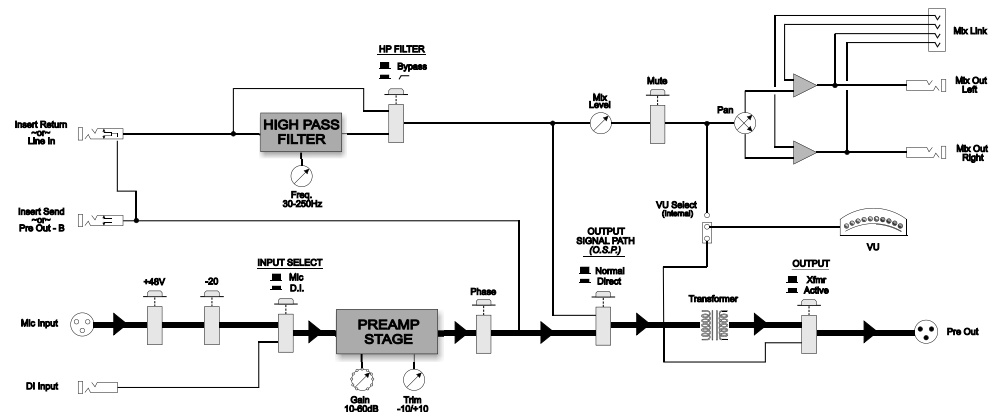 HP FILTER
Bypass
Mix Link
Mute
Mix Out
Left
Mix
Level
Pan
Insert Return
~or~
Line In
HIGH PASS
FILTER
Mix Out
Right
Freq.
30-250Hz
Insert Send
~or~
Pre Out - B
VU Select
(Internal)
VU
OUTPUT
SIGNAL PATH
(O.S.P.)
Normal
Direct
INPUT SELECT
Mic
D.I.
OUTPUT
Xfmr
Active
+48V
-20
Phase
Transformer
Mic Input
PREAMP
STAGE
Pre Out
DI Input
Gain
10-60dB
Trim
-10/+10